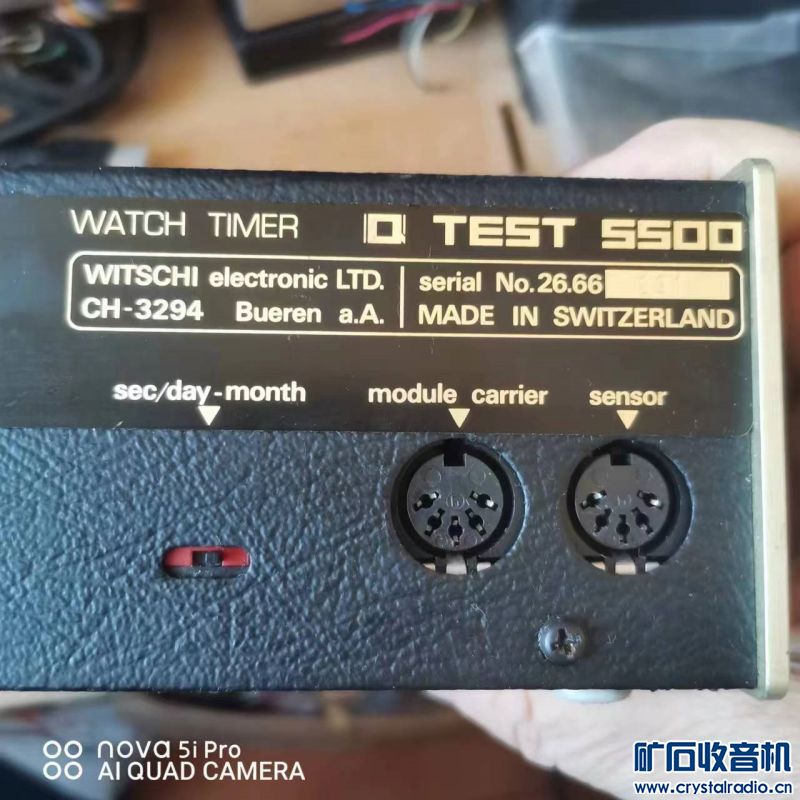 WATCH TIMER Q TEST 5500
WITSCHI electronic LTD.
CH-3294 Bueren a.A.
serial No. 26.66
MADE IN SWITZERLAND
sec/day-month
module carrier
sensor
nova 5i Pro
AI QUAD CAMERA
矿石收音机
www.crystalradio.cn